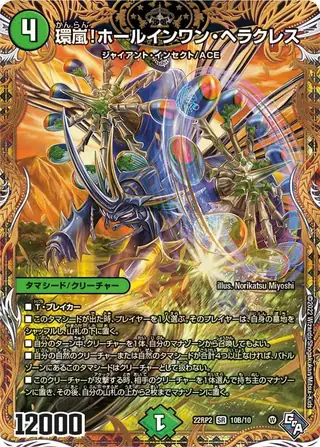 4
かんらん
環嵐!ホールインワン・ヘラクレス
ジャイアント・インセクト/ACE
illus. Norikatsu Miyoshi
タマシード/クリーチャー
■T・ブレイカー
■このタマシードが出た時、プレイヤーを1人選ぶ。そのプレイヤーは、自身の墓地を
シャッフルし、山札の下に置く。
■自分のターン中、クリーチャーを1体、自分のマナゾーンから召喚してもよい。
■自分の自然のクリーチャーまたは自然のタマシードが合計4つ以上なければ、バトル
ゾーンにあるこのタマシードはクリーチャーとして扱わない。
■このクリーチャーが攻撃する時、相手のクリーチャーを1体選んで持ち主のマナゾー
ンに置き、その後、自分の山札の上から2枚までマナゾーンに置く。
12000
1
22RP2 SR 10B/10 W